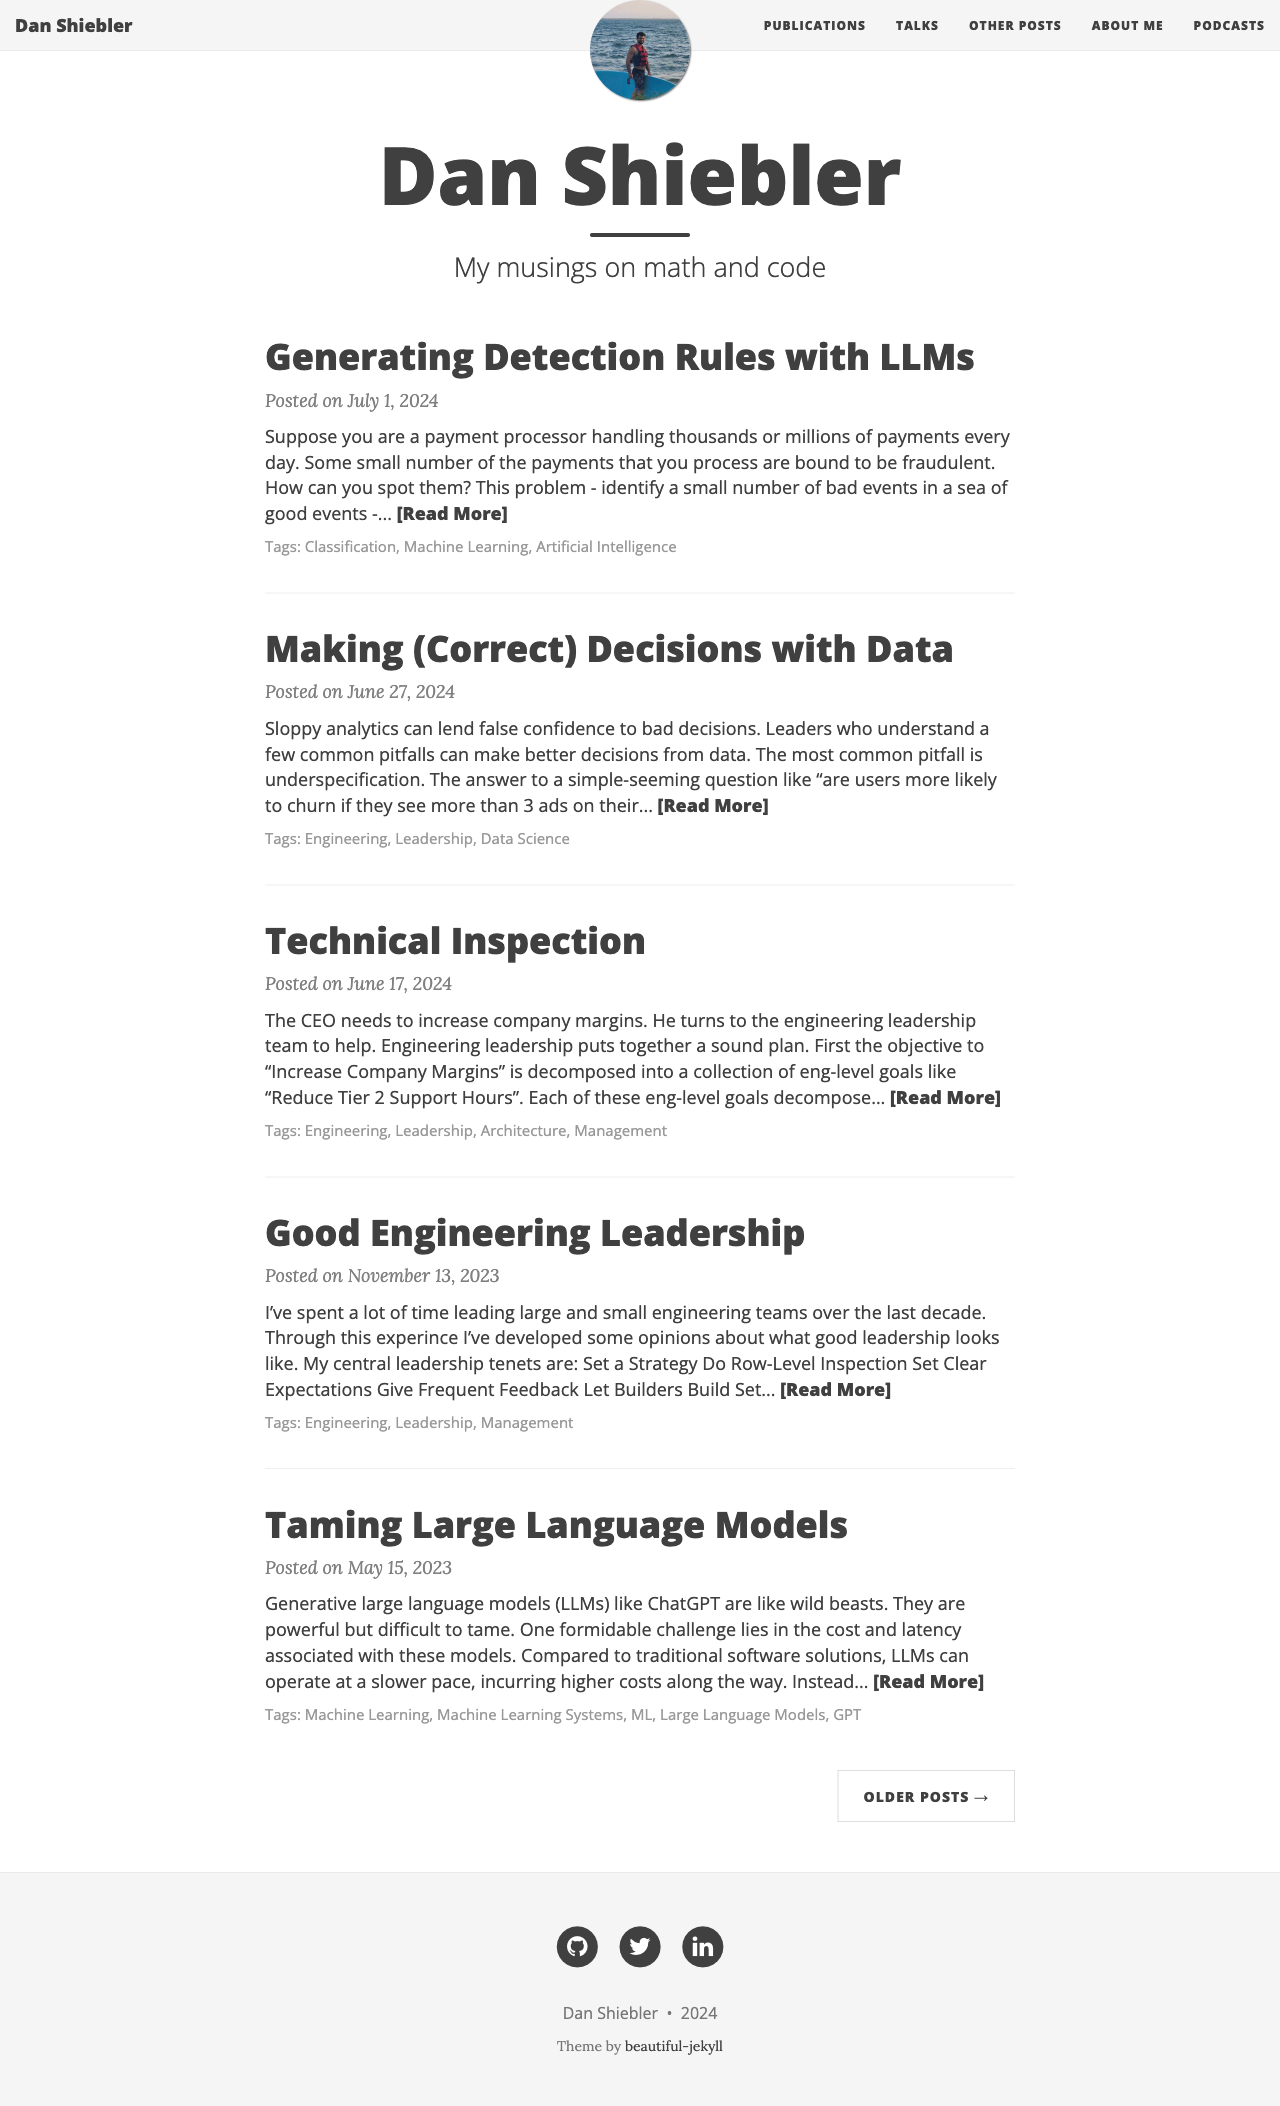 Dan Shiebler
PUBLICATIONS TALKS OTHER POSTS ABOUT ME PODCASTS
Dan Shiebler
My musings on math and code
Generating Detection Rules with LLMs
Posted on July 1, 2024
Suppose you are a payment processor handling thousands or millions of payments every
day. Some small number of the payments that you process are bound to be fraudulent.
How can you spot them? This problem - identify a small number of bad events in a sea of
good events -... [Read More]
Tags: Classification, Machine Learning, Artificial Intelligence
Making (Correct) Decisions with Data
Posted on June 27, 2024
Sloppy analytics can lend false confidence to bad decisions. Leaders who understand a
few common pitfalls can make better decisions from data. The most common pitfall is
underspecification. The answer to a simple-seeming question like “are users more likely
to churn if they see more than 3 ads on their... [Read More]
Tags: Engineering, Leadership, Data Science
Technical Inspection
Posted on June 17, 2024
The CEO needs to increase company margins. He turns to the engineering leadership
team to help. Engineering leadership puts together a sound plan. First the objective to
“Increase Company Margins” is decomposed into a collection of eng-level goals like
“Reduce Tier 2 Support Hours”. Each of these eng-level goals decompose... [Read More]
Tags: Engineering, Leadership, Architecture, Management
Good Engineering Leadership
Posted on November 13, 2023
I’ve spent a lot of time leading large and small engineering teams over the last decade.
Through this experince I’ve developed some opinions about what good leadership looks
like. My central leadership tenets are: Set a Strategy Do Row-Level Inspection Set Clear
Expectations Give Frequent Feedback Let Builders Build Set... [Read More]
Tags: Engineering, Leadership, Management
Taming Large Language Models
Posted on May 15, 2023
Generative large language models (LLMs) like ChatGPT are like wild beasts. They are
powerful but difficult to tame. One formidable challenge lies in the cost and latency
associated with these models. Compared to traditional software solutions, LLMs can
operate at a slower pace, incurring higher costs along the way. Instead... [Read More]
Tags: Machine Learning, Machine Learning Systems, ML, Large Language Models, GPT
OLDER POSTS →
in
Dan Shiebler • 2024
Theme by beautiful-jekyll